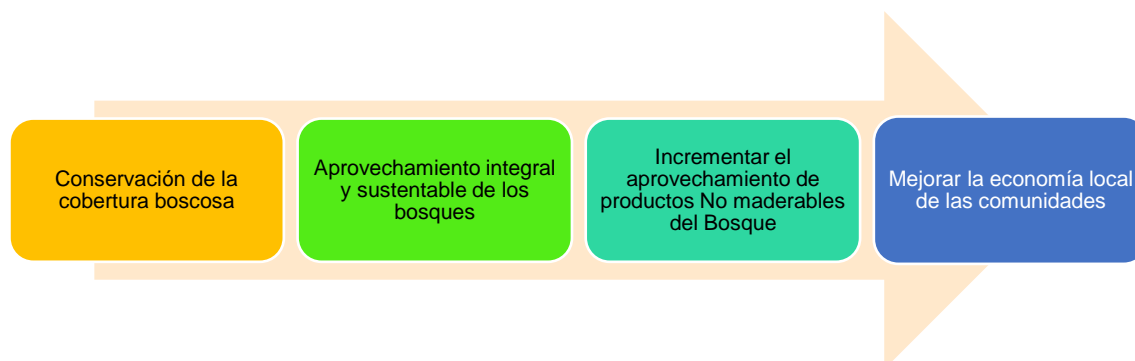 Conservación de la
cobertura boscosa
Aprovechamiento integral
y sustentable de los
bosques
Incrementar el
aprovechamiento de
productos No maderables
del Bosque
Mejorar la economía local
de las comunidades